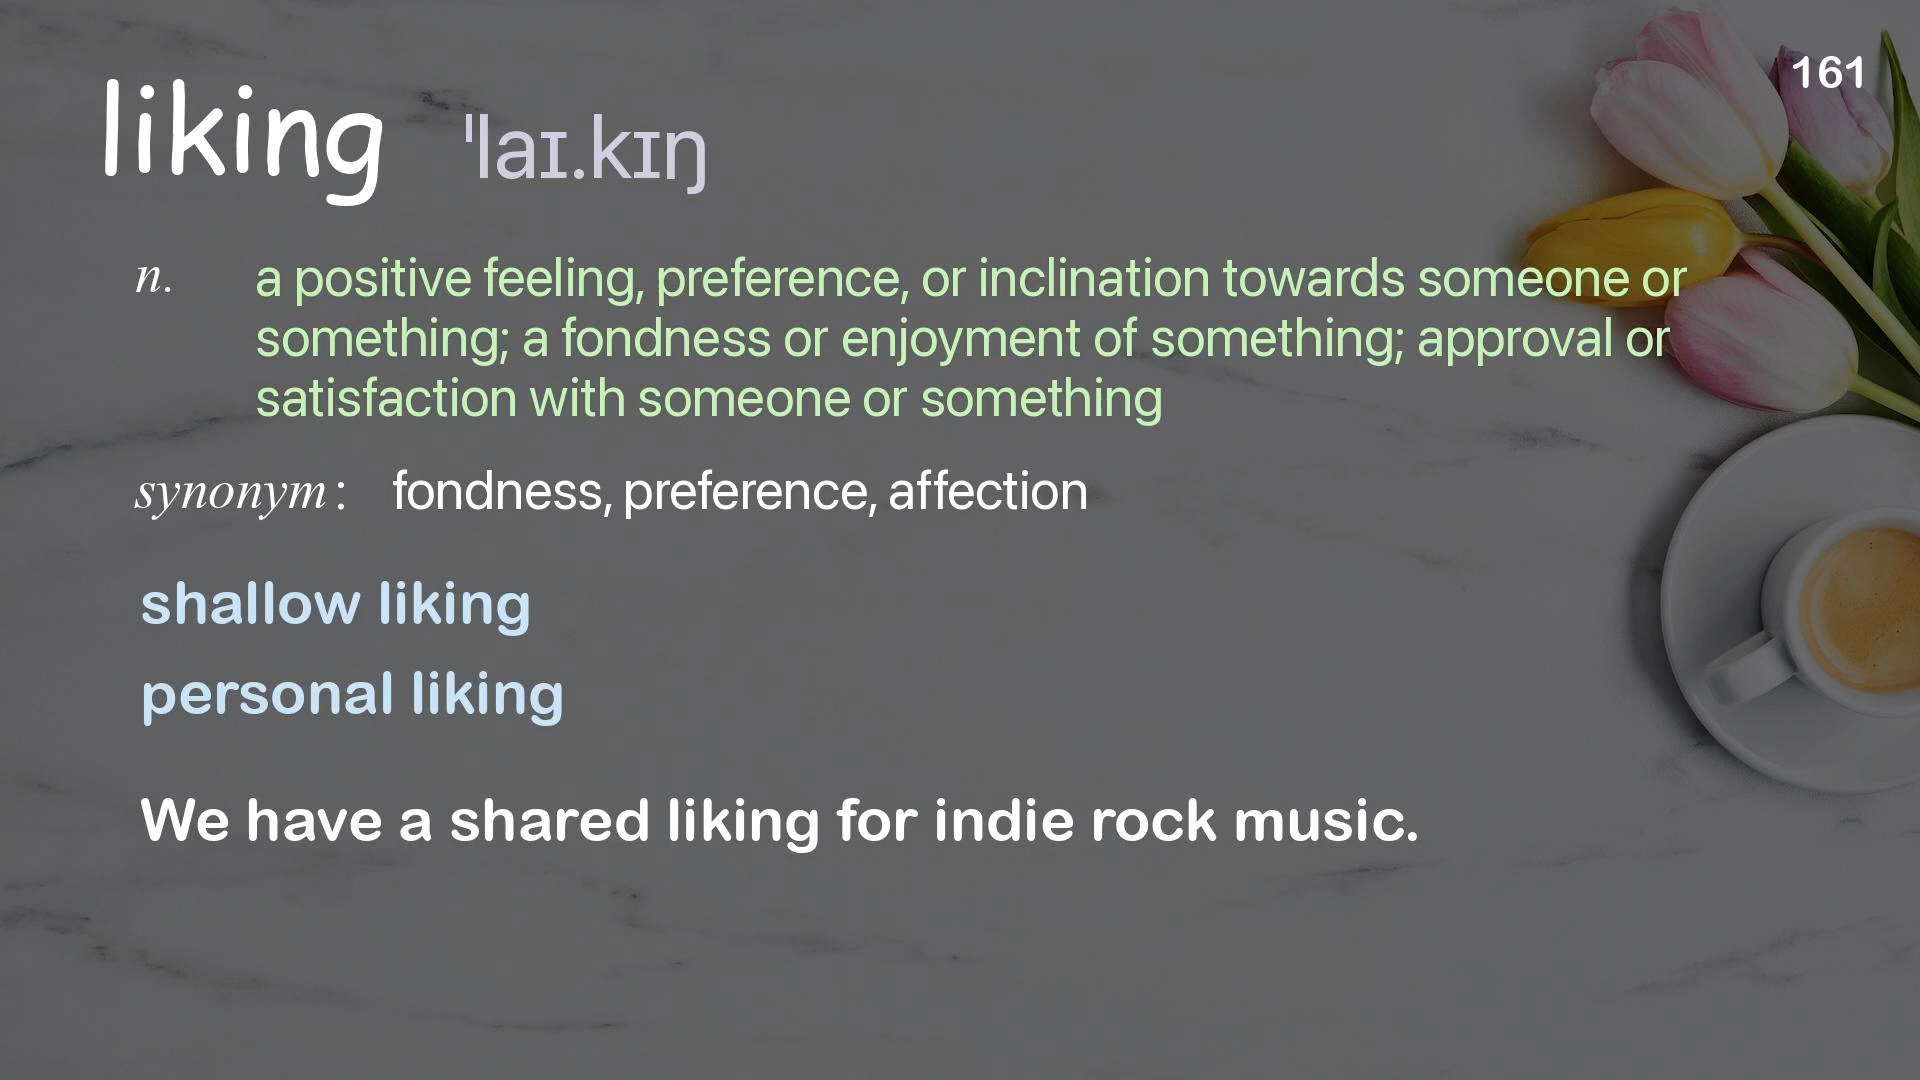 161
liking ˈlaɪ.kɪŋ
n. a positive feeling, preference, or inclination towards someone or
something; a fondness or enjoyment of something; approval or
satisfaction with someone or something
synonym : fondness, preference, affection
shallow liking
personal liking
We have a shared liking for indie rock music.